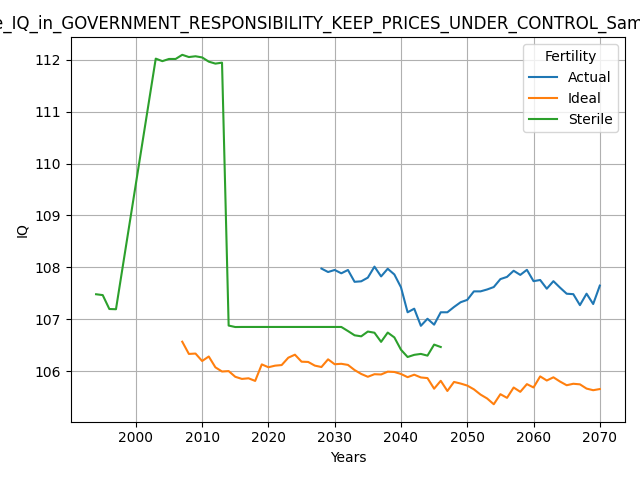 e_IQ_in_GOVERNMENT_RESPONSIBILITY_KEEP_PRICES_UNDER_CONTROL_Sam
Fertility
Actual
Ideal
Sterile
112
111
110
109
108
107
106
IQ
2000 2010 2020 2030 2040 2050 2060 2070
Years